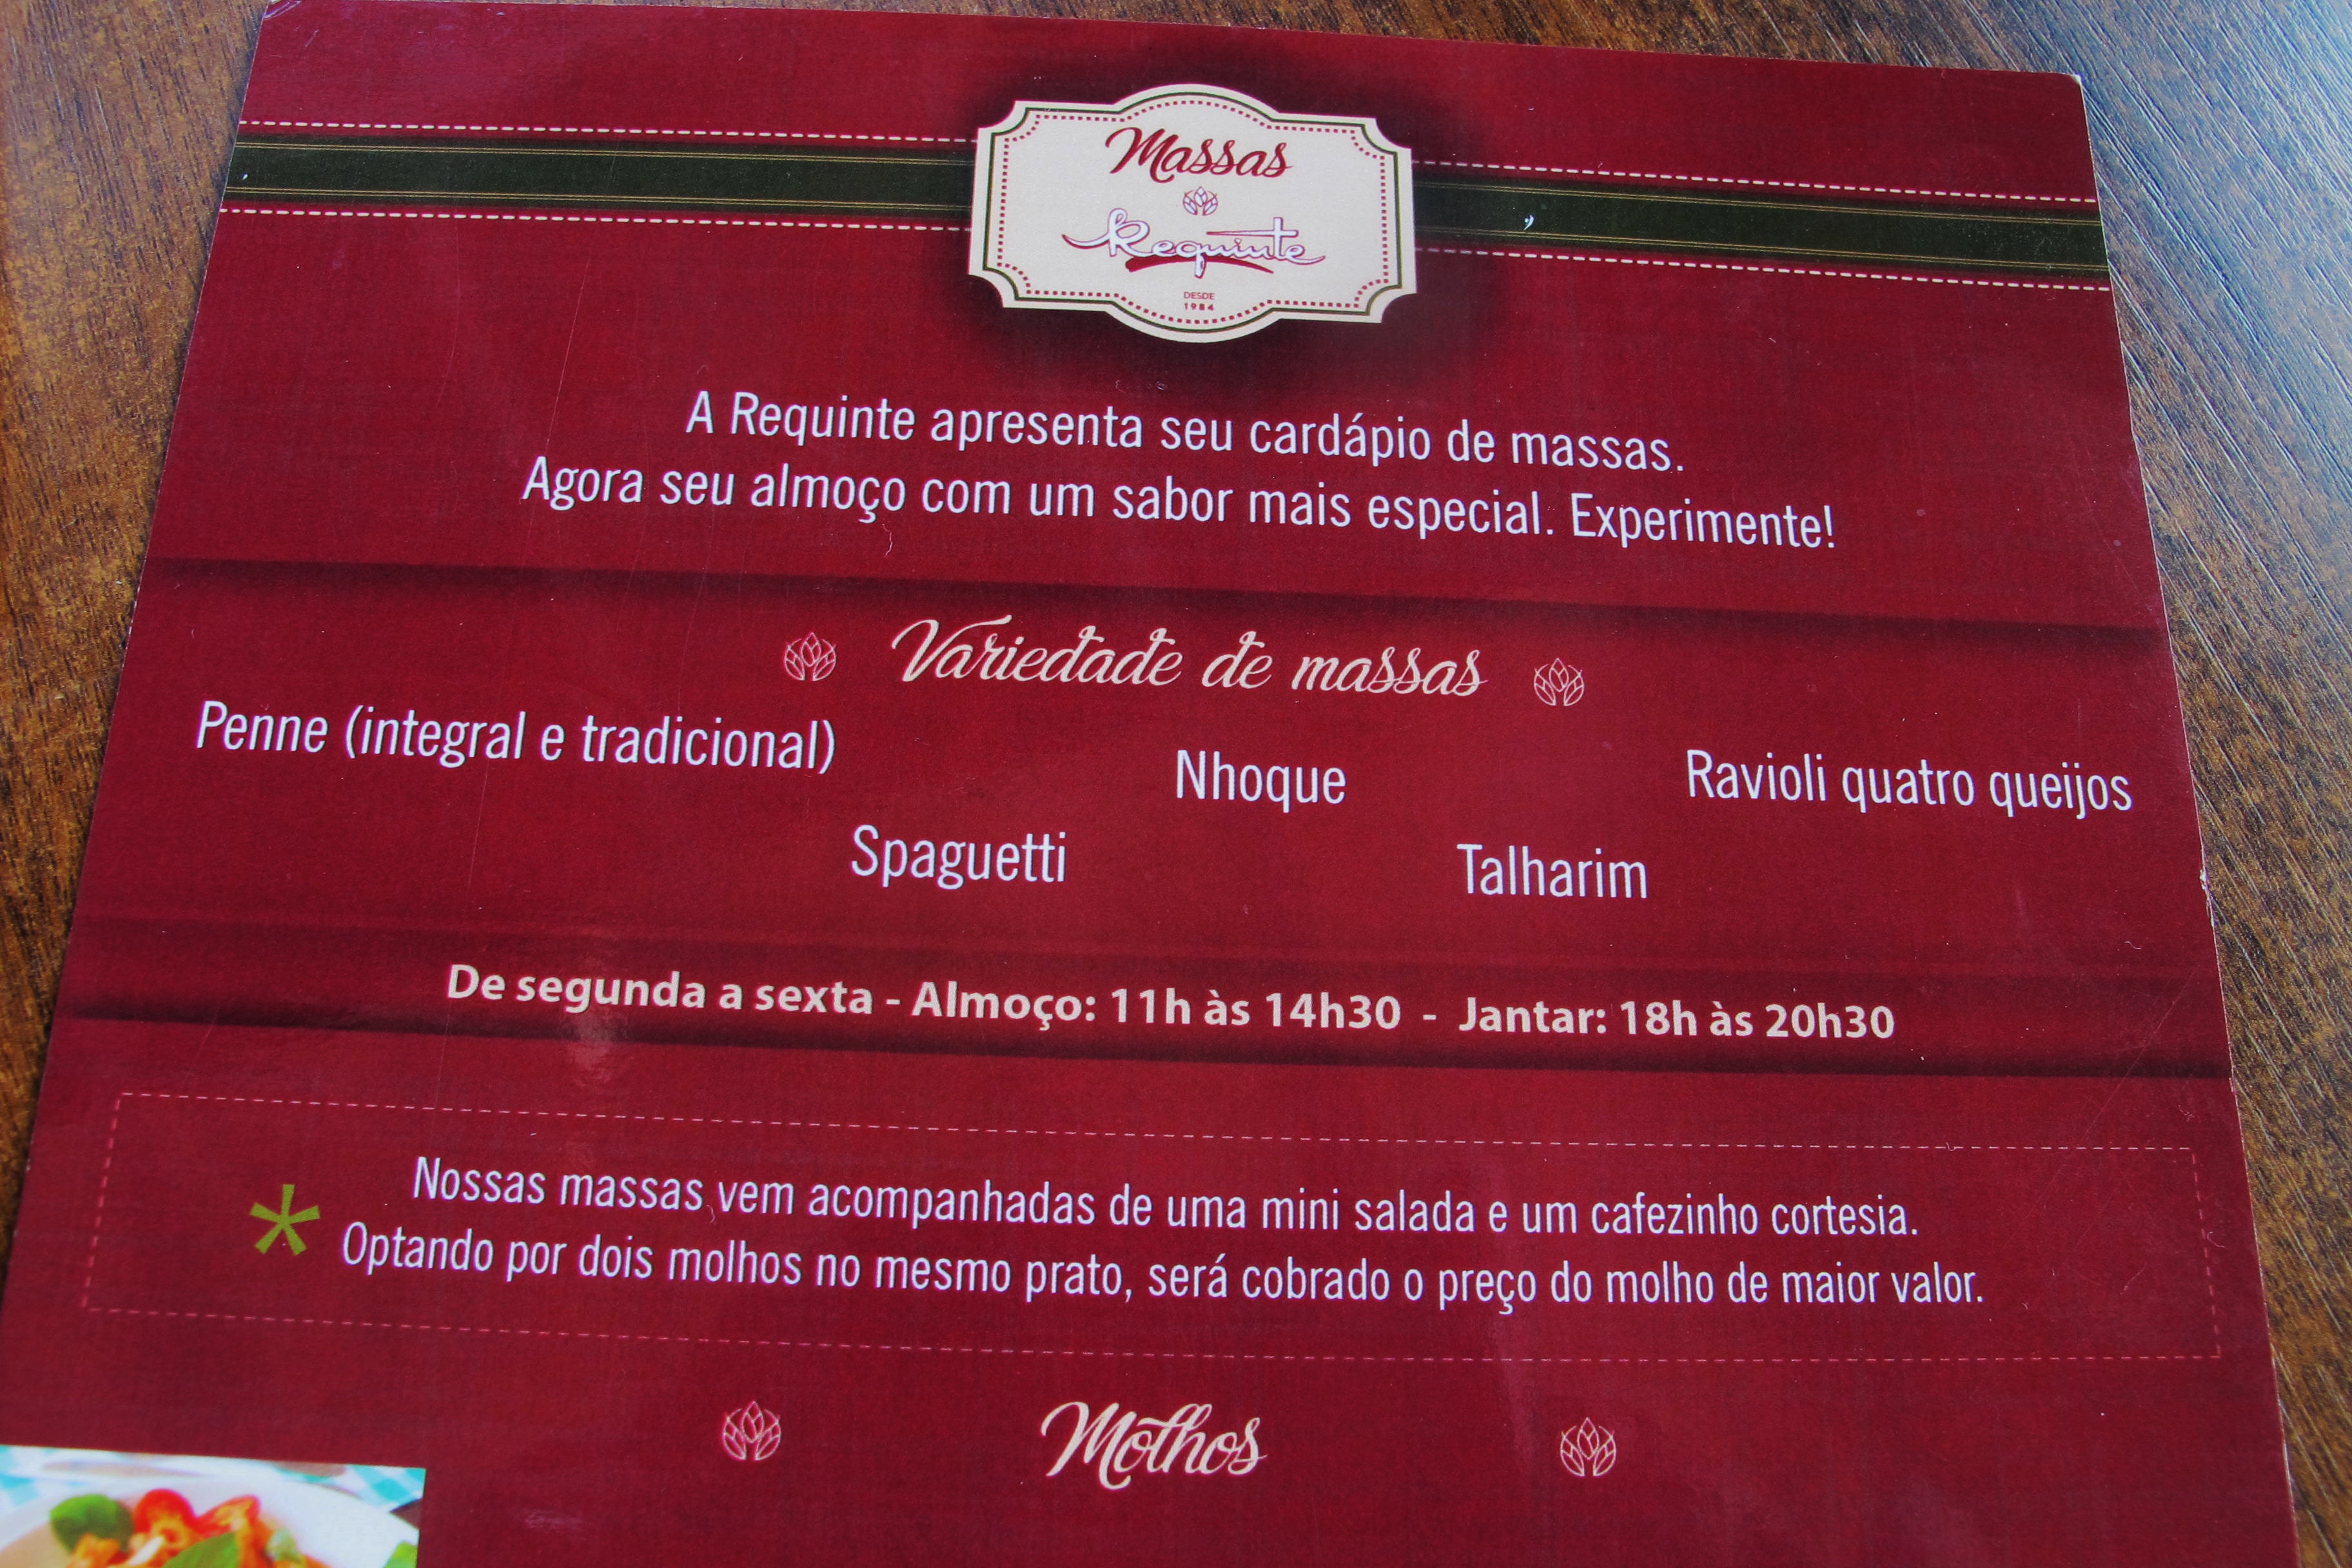 Massas
Requinte
DESDE
1984
A Requinte apresenta seu cardápio de massas.
Agora seu almoço com um sabor mais especial. Experimente!
Variedade de massas
Penne (integral e tradicional)
Nhoque
Ravioli quatro queijos
Spaguetti
Talharim
De segunda a sexta - Almoço: 11h às 14h30 - Jantar: 18h às 20h30
Nossas massas vem acompanhadas de uma mini salada e um cafezinho cortesia.
* Optando por dois molhos no mesmo prato, será cobrado o preço do molho de maior valor.
Molhos